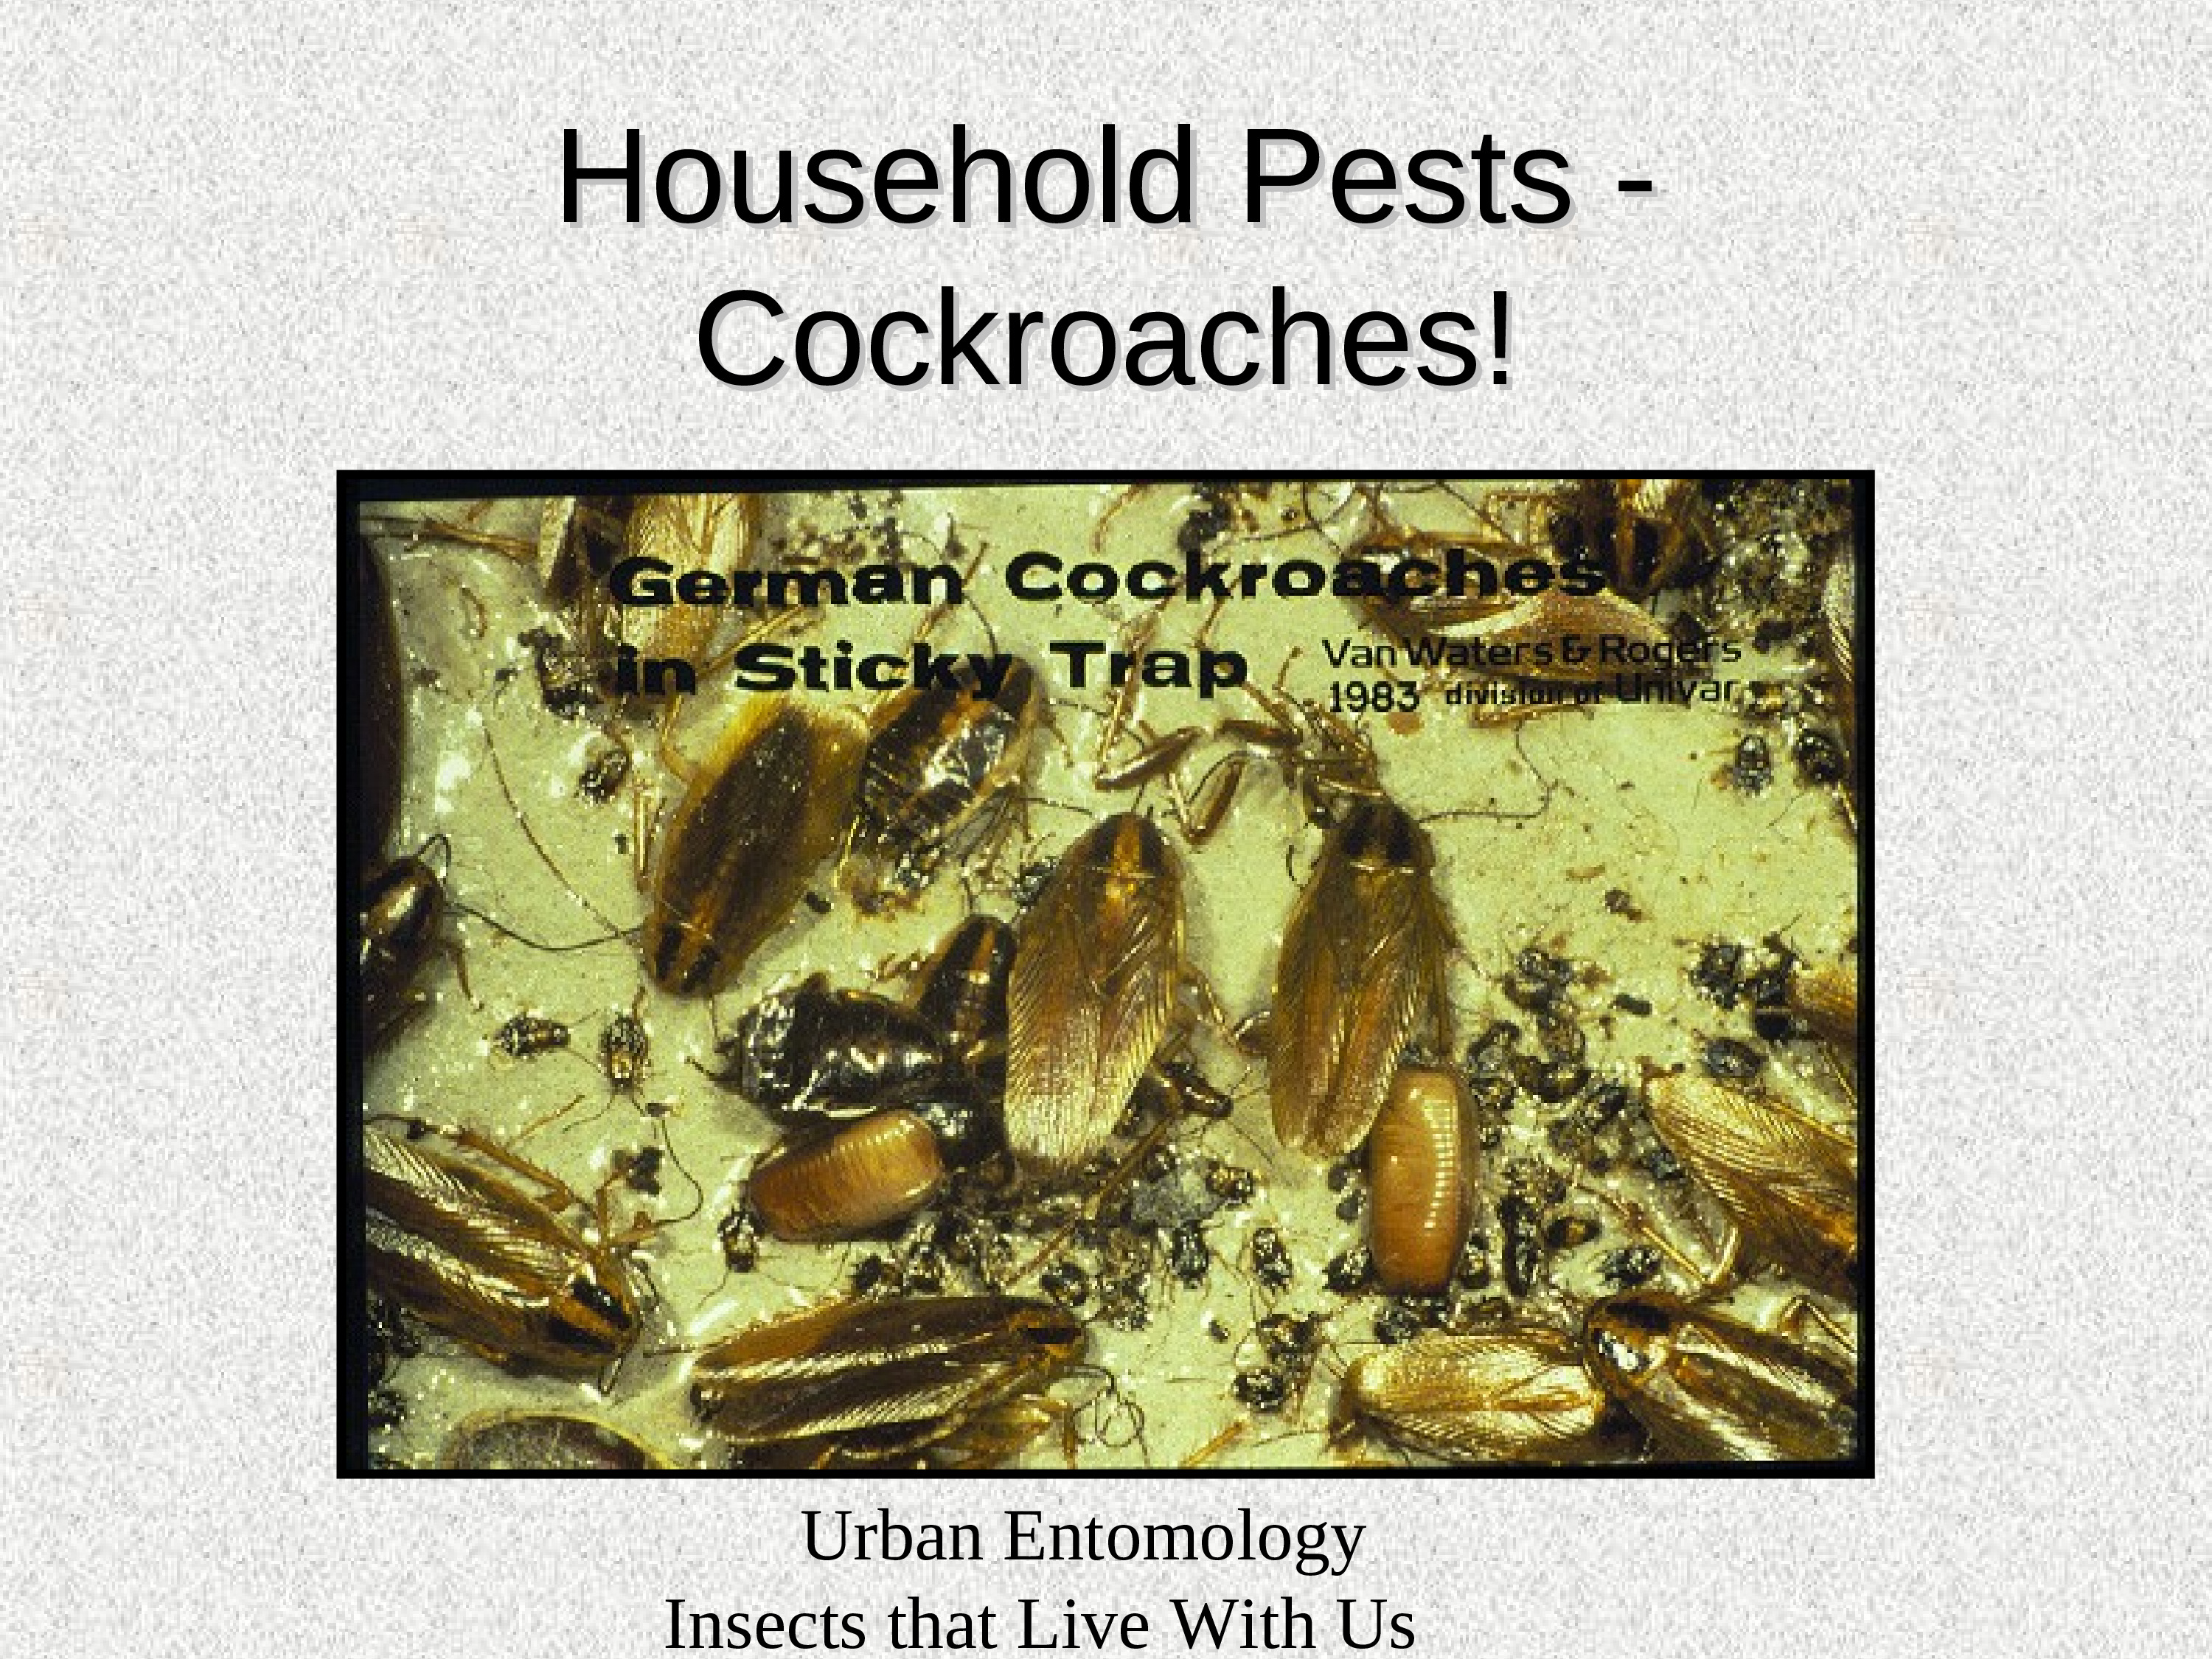 Household Pests -
Cockroaches!
German Cockroaches
in Sticky Trap
Van Waters & Rogers
1983 division of Univar
Urban Entomology
Insects that Live With Us